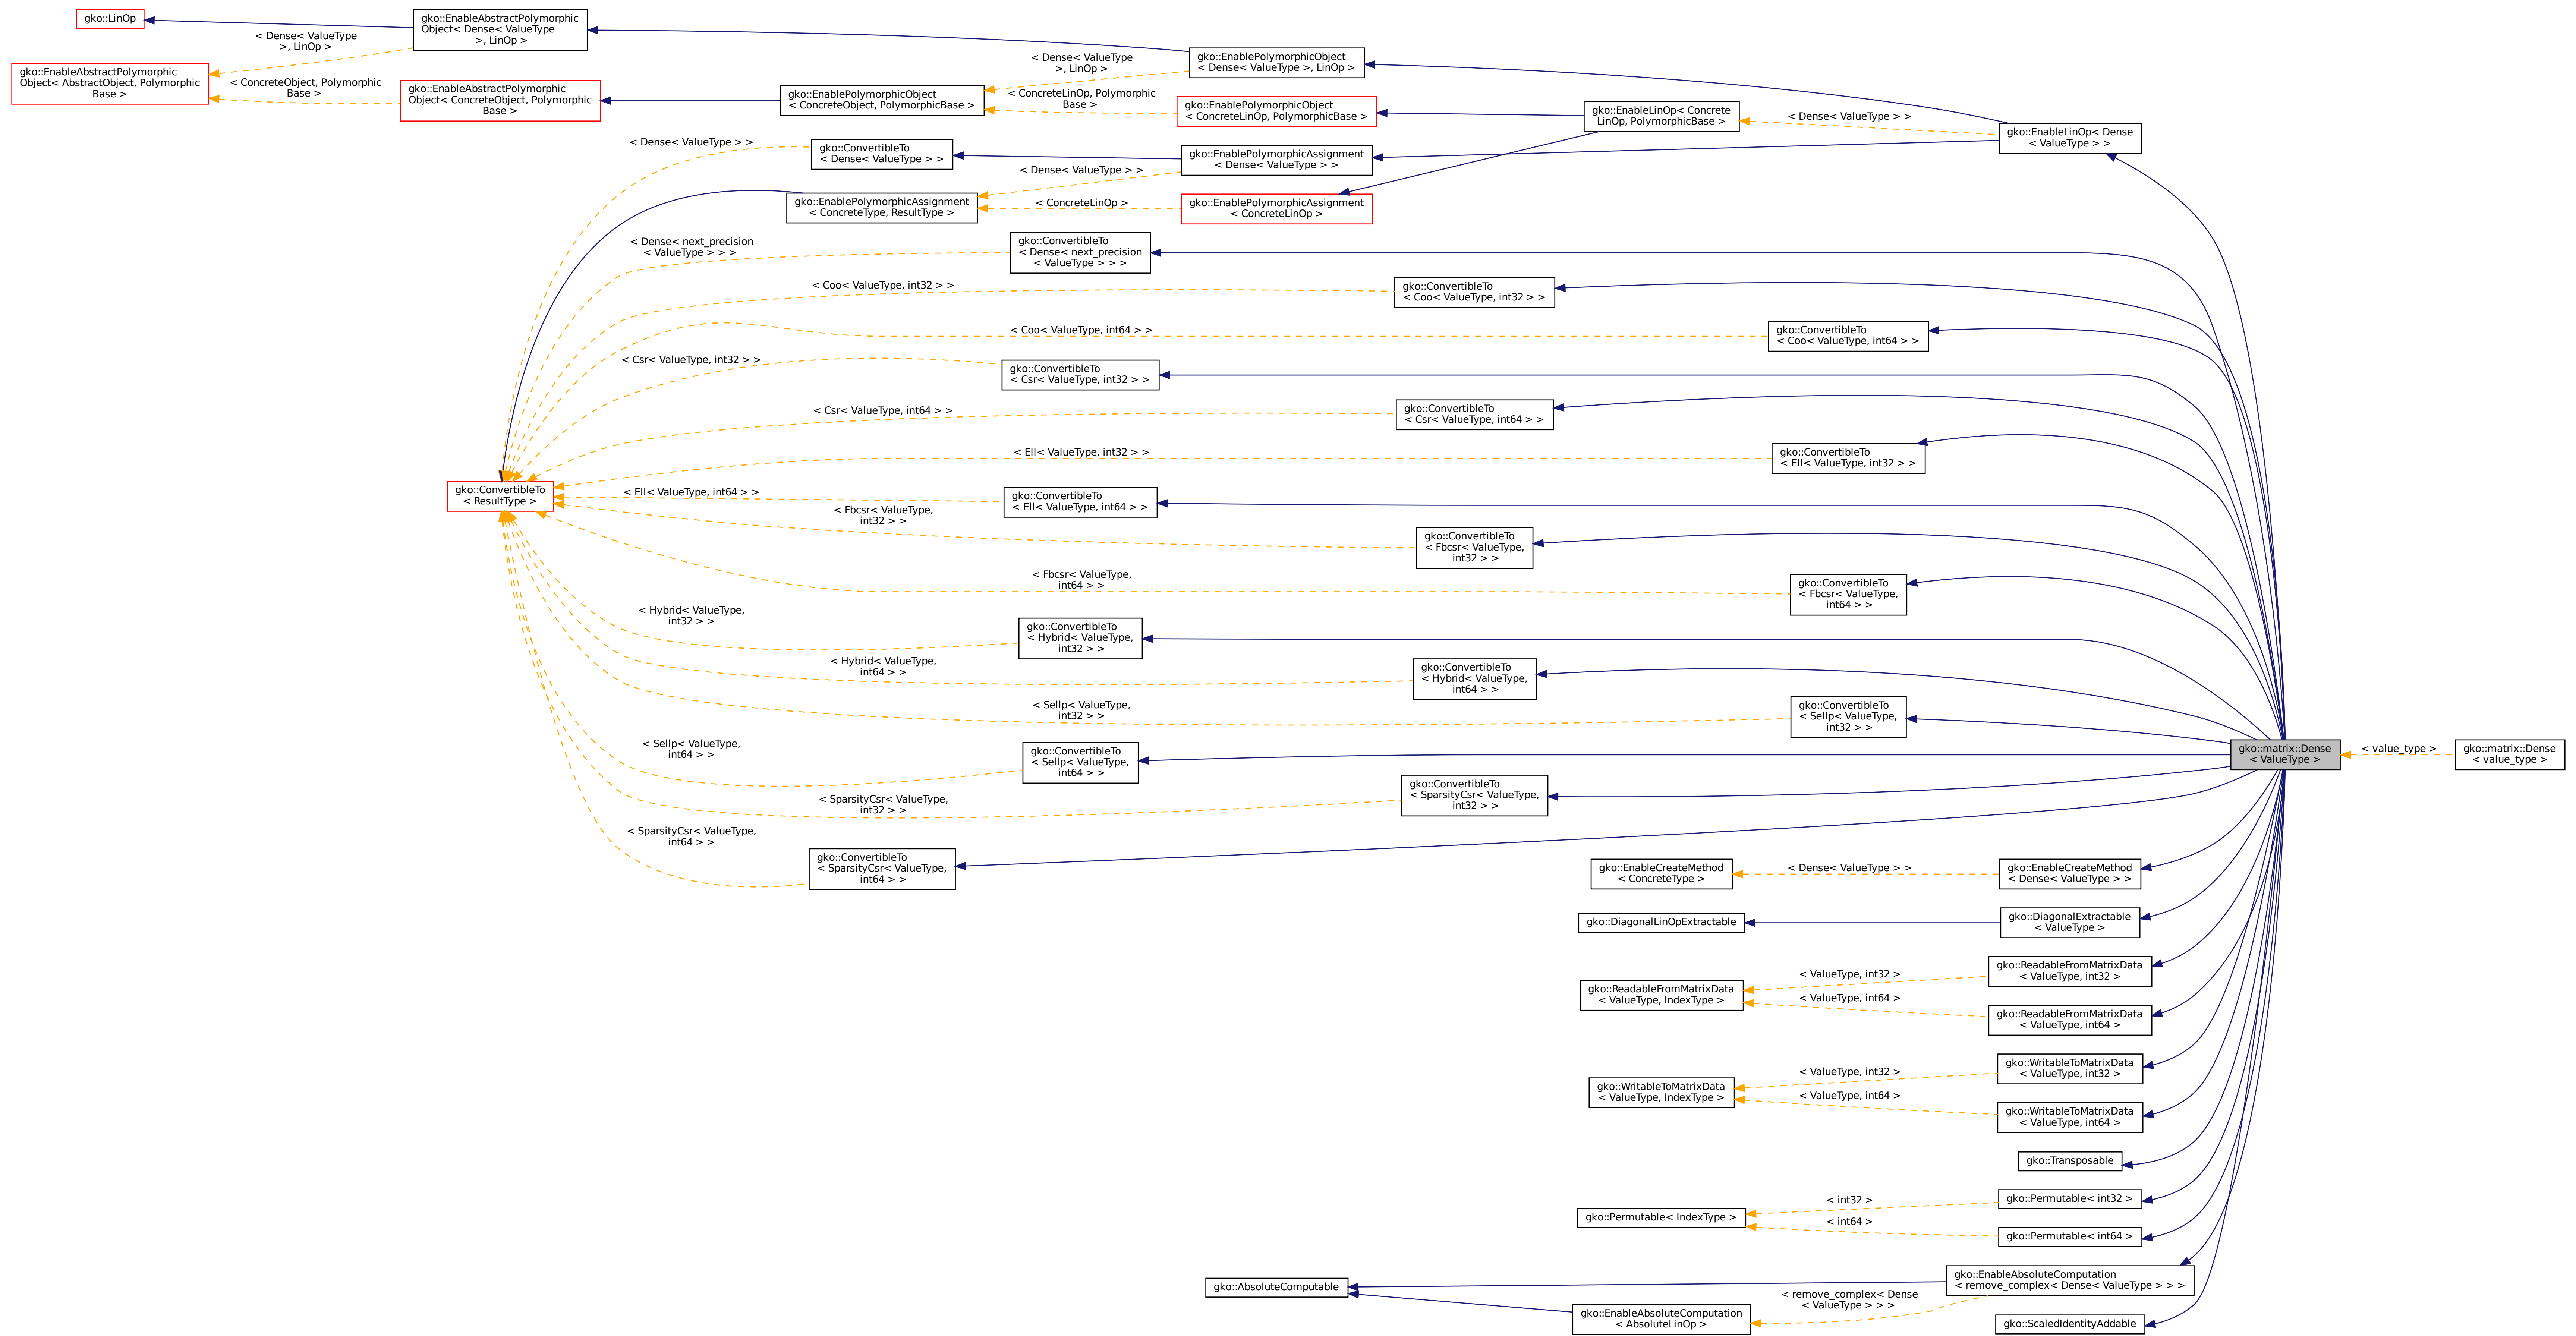 gko::LinOp
gko::EnableAbstractPolymorphic
Object< Dense< ValueType
>, LinOp >
< Dense< ValueType
>, LinOp >
gko::EnableAbstractPolymorphic
Object< AbstractObject, Polymorphic
Base >
< ConcreteObject, Polymorphic
Base >
gko::EnableAbstractPolymorphic
Object< ConcreteObject, Polymorphic
Base >
gko::EnablePolymorphicObject
< ConcreteObject, PolymorphicBase >
< Dense< ValueType
>, LinOp >
gko::EnablePolymorphicObject
< Dense< ValueType >, LinOp >
< ConcreteLinOp, Polymorphic
Base >
gko::EnablePolymorphicObject
< ConcreteLinOp, PolymorphicBase >
gko::EnableLinOp< Concrete
LinOp, PolymorphicBase >
< Dense< ValueType > >
gko::EnableLinOp< Dense
< ValueType > >
< Dense< ValueType > >
gko::ConvertibleTo
< Dense< ValueType > >
gko::EnablePolymorphicAssignment
< Dense< ValueType > >
< Dense< ValueType > >
gko::EnablePolymorphicAssignment
< ConcreteType, ResultType >
< ConcreteLinOp >
gko::EnablePolymorphicAssignment
< ConcreteLinOp >
< Dense< next_precision
< ValueType > > >
gko::ConvertibleTo
< Dense< next_precision
< ValueType > > >
< Coo< ValueType, int32 > >
gko::ConvertibleTo
< Coo< ValueType, int32 > >
< Coo< ValueType, int64 > >
gko::ConvertibleTo
< Coo< ValueType, int64 > >
< Csr< ValueType, int32 > >
gko::ConvertibleTo
< Csr< ValueType, int32 > >
< Csr< ValueType, int64 > >
gko::ConvertibleTo
< Csr< ValueType, int64 > >
< Ell< ValueType, int32 > >
gko::ConvertibleTo
< Ell< ValueType, int32 > >
gko::ConvertibleTo
< ResultType >
< Ell< ValueType, int64 > >
gko::ConvertibleTo
< Ell< ValueType, int64 > >
< Fbcsr< ValueType,
int32 > >
gko::ConvertibleTo
< Fbcsr< ValueType,
int32 > >
< Fbcsr< ValueType,
int64 > >
gko::ConvertibleTo
< Fbcsr< ValueType,
int64 > >
< Hybrid< ValueType,
int32 > >
gko::ConvertibleTo
< Hybrid< ValueType,
int32 > >
< Hybrid< ValueType,
int64 > >
gko::ConvertibleTo
< Hybrid< ValueType,
int64 > >
< Sellp< ValueType,
int32 > >
gko::ConvertibleTo
< Sellp< ValueType,
int32 > >
< Sellp< ValueType,
int64 > >
gko::ConvertibleTo
< Sellp< ValueType,
int64 > >
gko::matrix::Dense
< ValueType >
< value_type >
gko::matrix::Dense
< value_type >
< SparsityCsr< ValueType,
int32 > >
gko::ConvertibleTo
< SparsityCsr< ValueType,
int32 > >
< SparsityCsr< ValueType,
int64 > >
gko::ConvertibleTo
< SparsityCsr< ValueType,
int64 > >
gko::EnableCreateMethod
< ConcreteType >
< Dense< ValueType > >
gko::EnableCreateMethod
< Dense< ValueType > >
gko::DiagonalLinOpExtractable
gko::DiagonalExtractable
< ValueType >
gko::ReadableFromMatrixData
< ValueType, IndexType >
< ValueType, int32 >
gko::ReadableFromMatrixData
< ValueType, int32 >
< ValueType, int64 >
gko::ReadableFromMatrixData
< ValueType, int64 >
gko::WritableToMatrixData
< ValueType, IndexType >
< ValueType, int32 >
gko::WritableToMatrixData
< ValueType, int32 >
< ValueType, int64 >
gko::WritableToMatrixData
< ValueType, int64 >
gko::Transposable
gko::Permutable< IndexType >
< int32 >
gko::Permutable< int32 >
< int64 >
gko::Permutable< int64 >
gko::AbsoluteComputable
gko::EnableAbsoluteComputation
< remove_complex< Dense< ValueType > > >
< remove_complex< Dense
< ValueType > > >
gko::EnableAbsoluteComputation
< AbsoluteLinOp >
gko::ScaledIdentityAddable